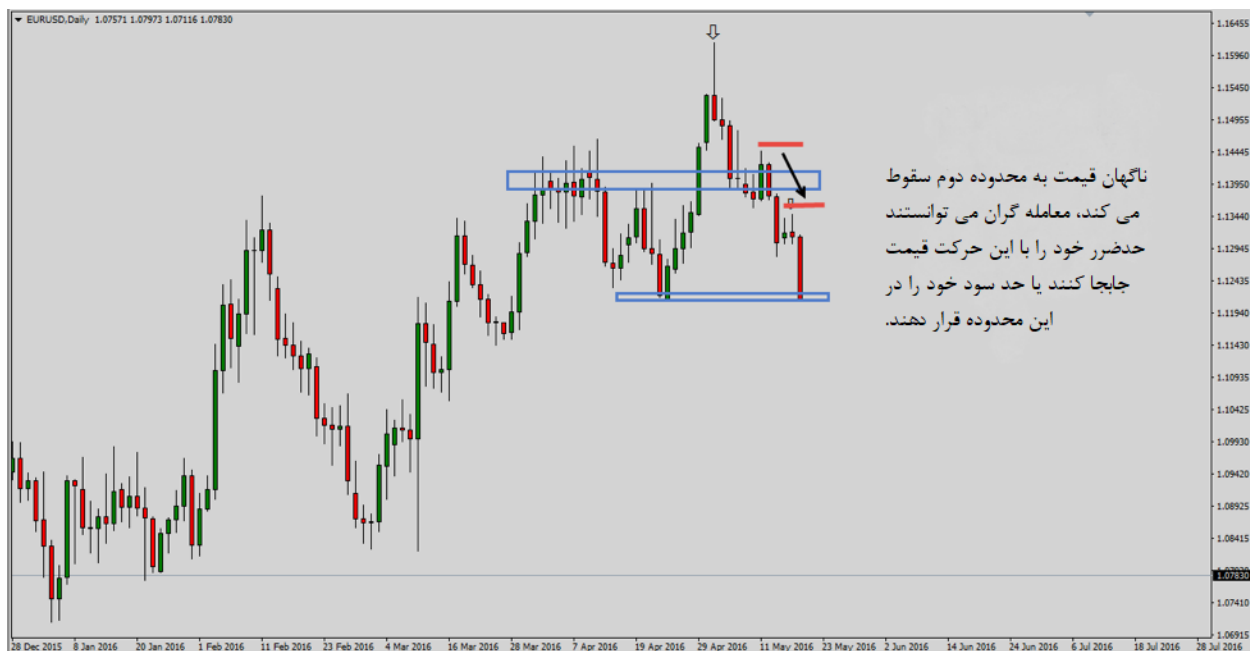 EURUSD,Daily 1.07571 1.07973 1.07116 1.07830
1.16455
1.15960
1.15450
1.14955
1.14445
1.13950
1.13440
1.12945
1.12435
1.11940
1.11430
1.10935
1.10425
1.09930
1.09420
1.08925
1.08415
1.07830
1.07410
1.06915
ناگهان قیمت به محدوده دوم سقوط
می کند، معامله گران می توانستند
حدضرر خود را با این حرکت قیمت
جابجا کنند یا حد سود خود را در
این محدوده قرار دهند.
28 Dec 2015 8 Jan 2016 20 Jan 2016 1 Feb 2016 11 Feb 2016 23 Feb 2016 4 Mar 2016 16 Mar 2016 28 Mar 2016 7 Apr 2016 19 Apr 2016 29 Apr 2016 11 May 2016 23 May 2016 2 Jun 2016 14 Jun 2016 24 Jun 2016 6 Jul 2016 18 Jul 2016 28 Jul 2016